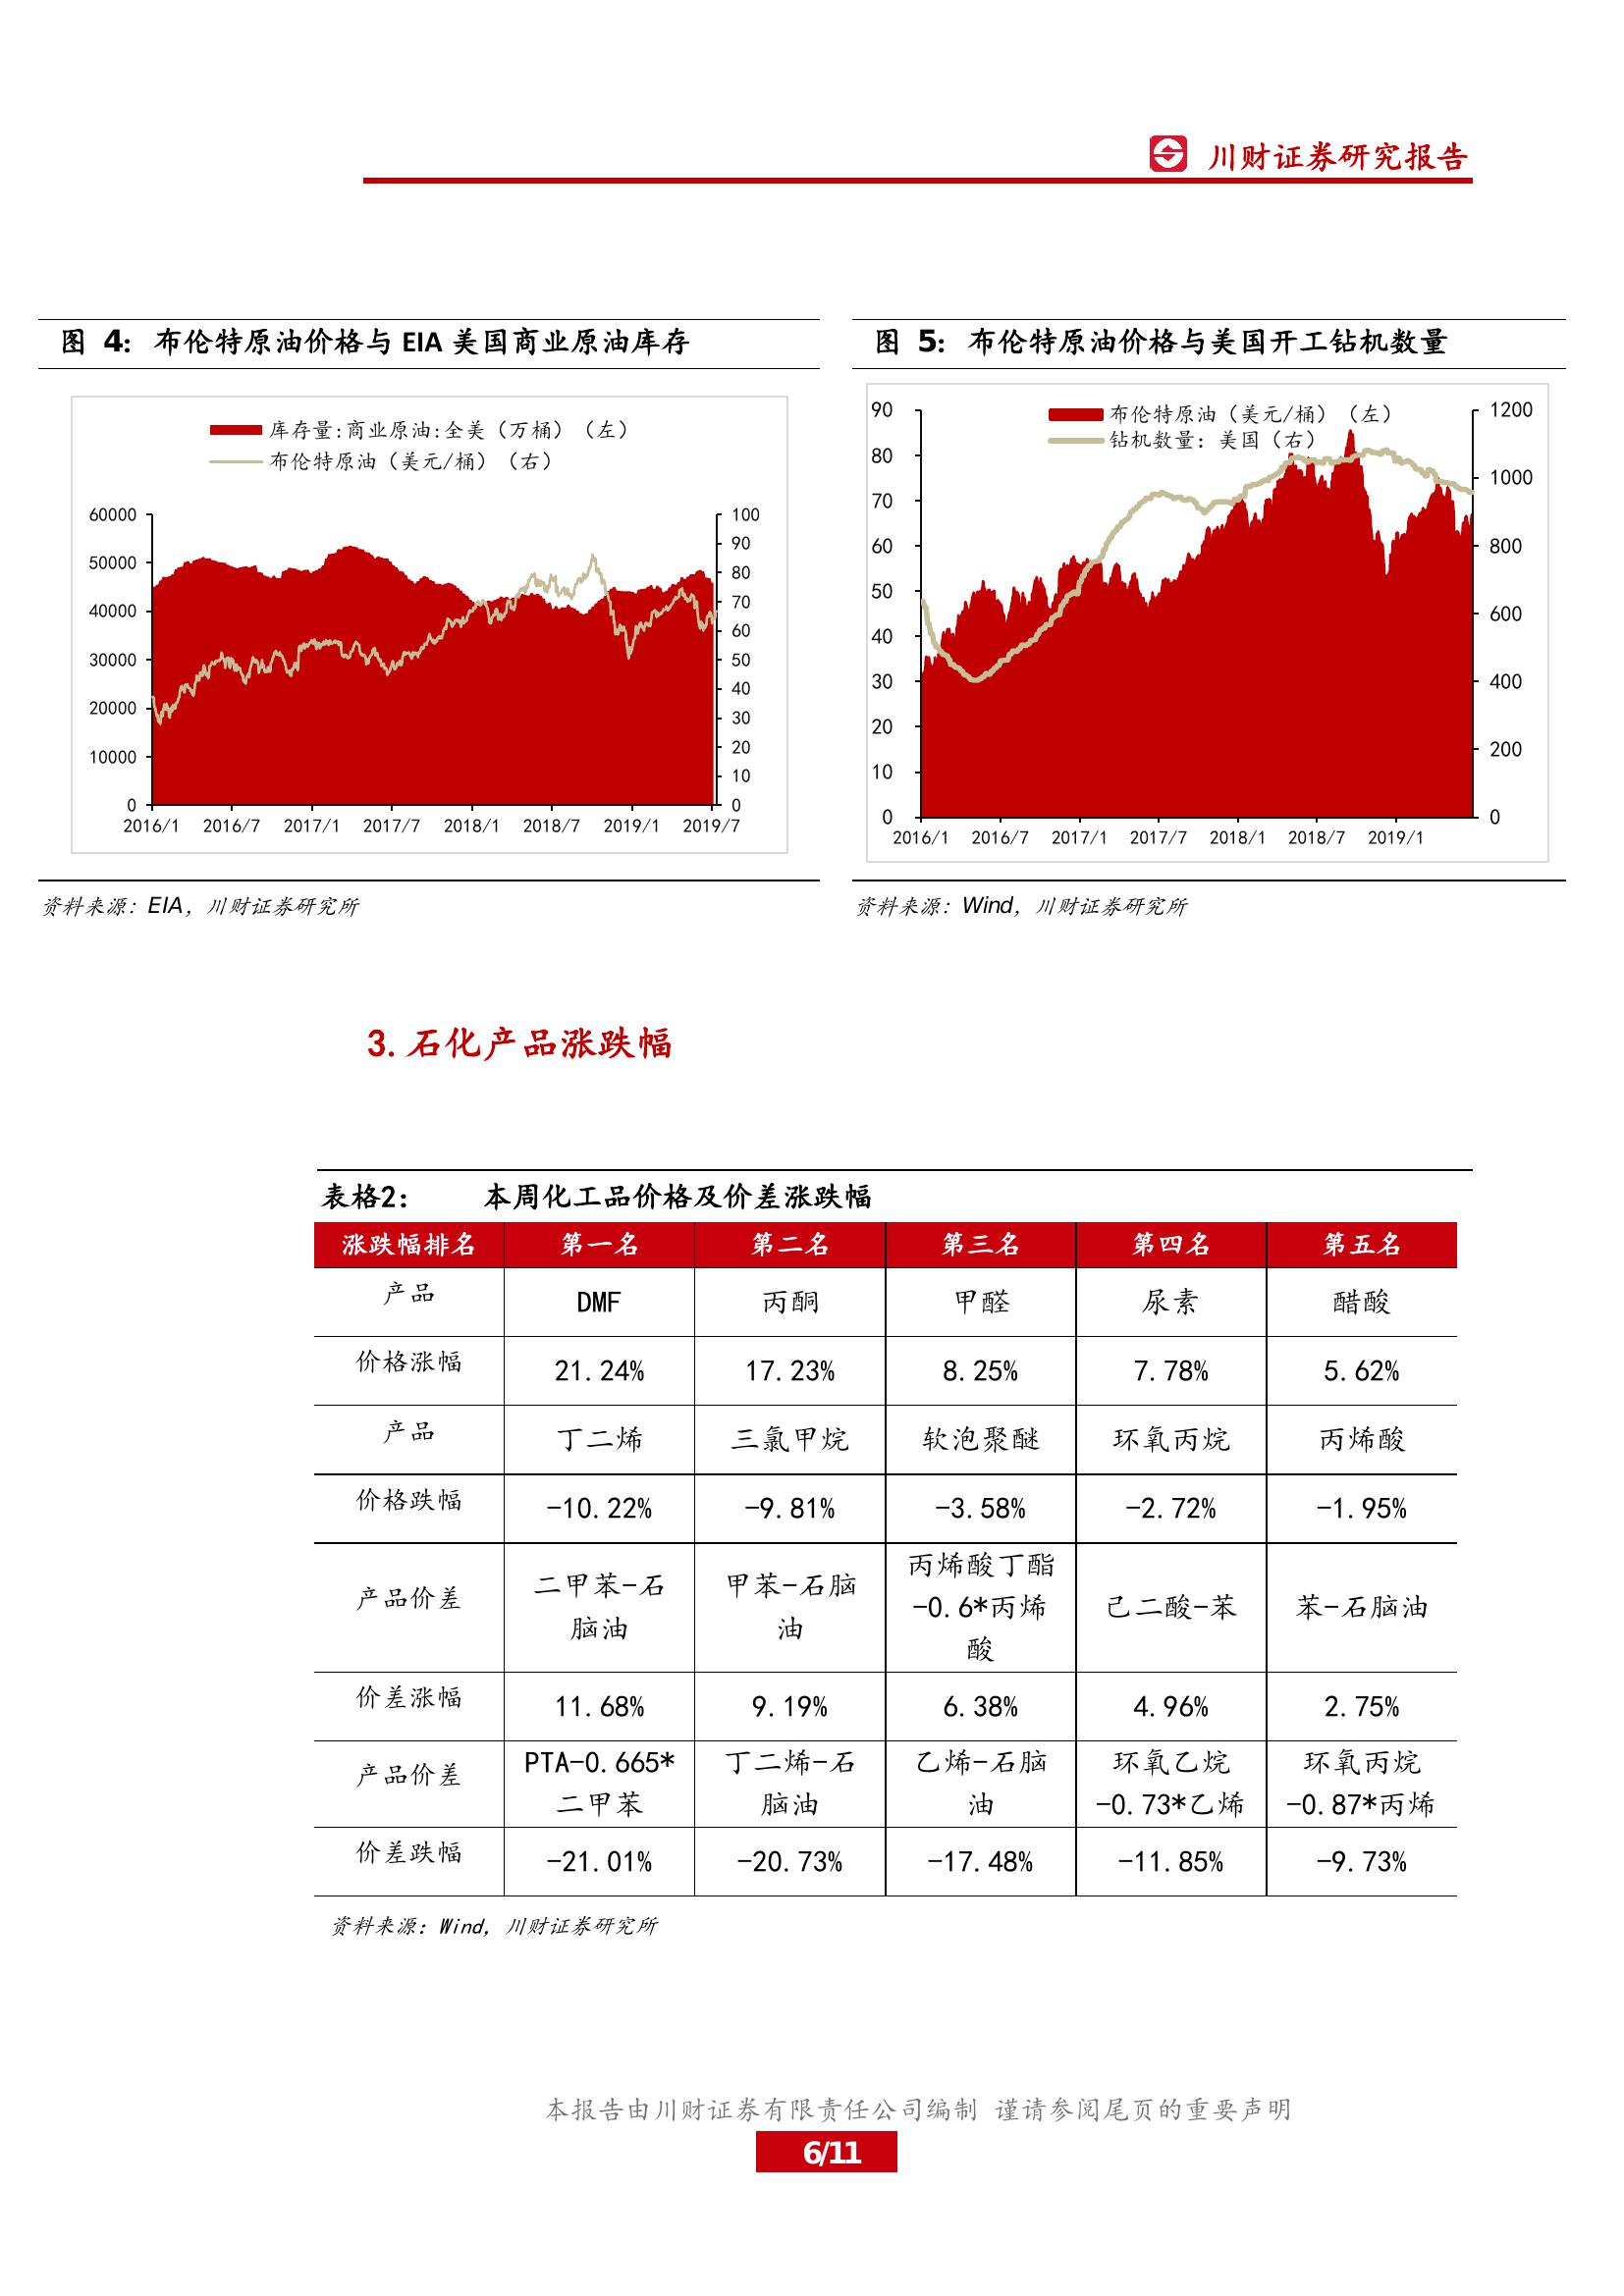 川财证券研究报告
图 4: 布伦特原油价格与 EIA 美国商业原油库存
库存量:商业原油:全美（万桶）（左）
布伦特原油（美元/桶）（右）
60000
50000
40000
30000
20000
10000
0
100
90
80
70
60
50
40
30
20
10
0
2016/1 2016/7 2017/1 2017/7 2018/1 2018/7 2019/1 2019/7
资料来源：EIA，川财证券研究所
图 5: 布伦特原油价格与美国开工钻机数量
布伦特原油（美元/桶）（左）
钻机数量：美国（右）
90
80
70
60
50
40
30
20
10
0
1200
1000
800
600
400
200
0
2016/1 2016/7 2017/1 2017/7 2018/1 2018/7 2019/1
资料来源：Wind，川财证券研究所
3.石化产品涨跌幅
表格2： 本周化工品价格及价差涨跌幅
涨跌幅排名 第一名 第二名 第三名 第四名 第五名
产品 DMF 丙酮 甲醛 尿素 醋酸
价格涨幅 21.24% 17.23% 8.25% 7.78% 5.62%
产品 丁二烯 三氯甲烷 软泡聚醚 环氧丙烷 丙烯酸
价格跌幅 -10.22% -9.81% -3.58% -2.72% -1.95%
产品价差
二甲苯-石
脑油
甲苯-石脑
油
丙烯酸丁酯
-0.6*丙烯
酸
己二酸-苯
苯-石脑油
价差涨幅 11.68% 9.19% 6.38% 4.96% 2.75%
产品价差
PTA-0.665*
二甲苯
丁二烯-石
脑油
乙烯-石脑
油
环氧乙烷
-0.73*乙烯
环氧丙烷
-0.87*丙烯
价差跌幅 -21.01% -20.73% -17.48% -11.85% -9.73%
资料来源：Wind，川财证券研究所
本报告由川财证券有限责任公司编制 谨请参阅尾页的重要声明
6/11